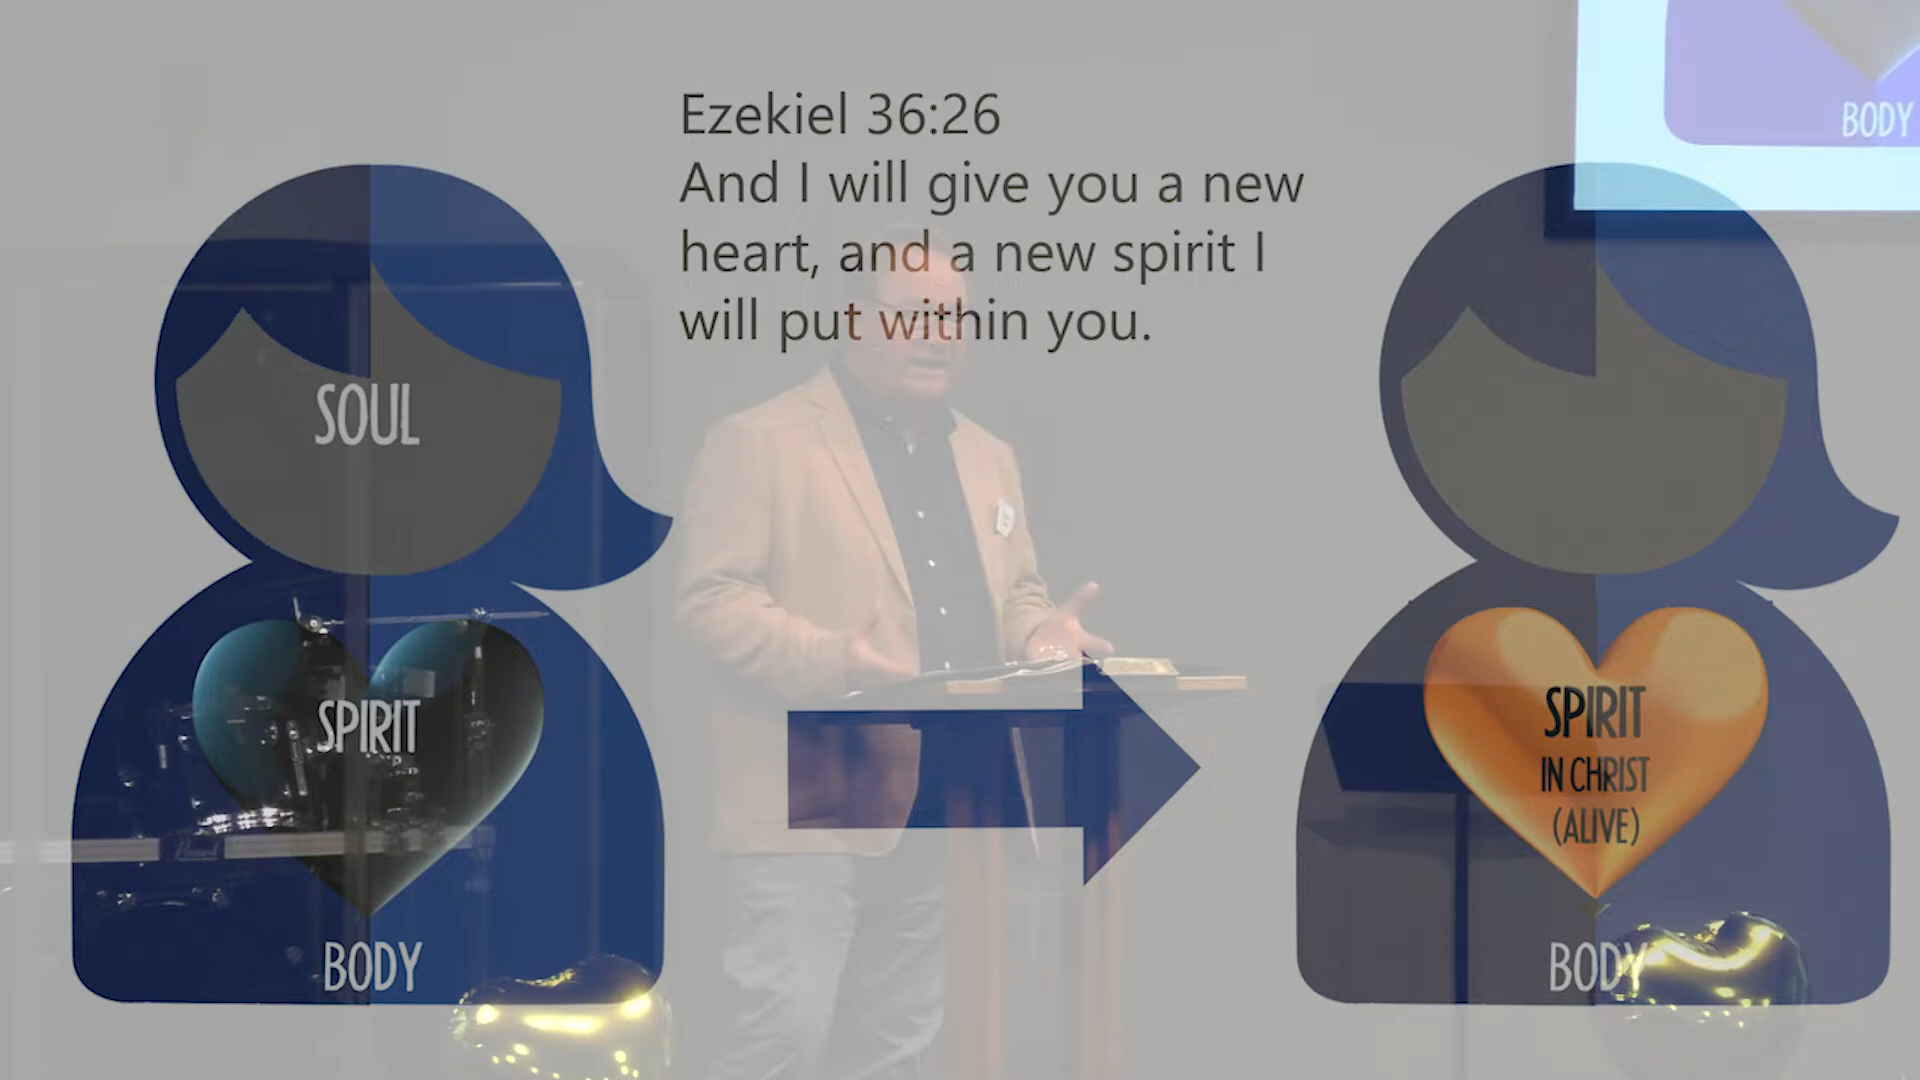 Ezekiel 36:26
And I will give you a new
heart, and a new spirit I
will put within you.
BODY
SOUL
SPIRIT
SPIRIT
IN CHRIST
(ALIVE)
BODY
BODY